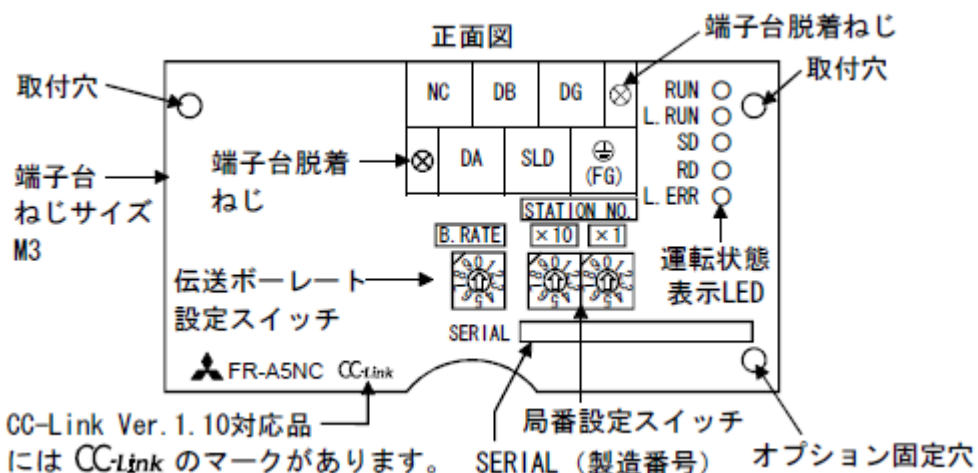 正面図
端子台脱着ねじ
取付穴
取付穴
NC DB DG
RUN
L.RUN
SD
RD
L.ERR
DA SLD (FG)
端子台脱着
ねじ
端子台
ねじサイズ
M3
STATION NO.
B.RATE ×10 ×1
運転状態
表示LED
伝送ボーレート
設定スイッチ
SERIAL
FR-A5NC CC-Link
CC-Link Ver.1.10対応品
には CC-Link のマークがあります。
局番設定スイッチ
SERIAL (製造番号)
オプション固定穴